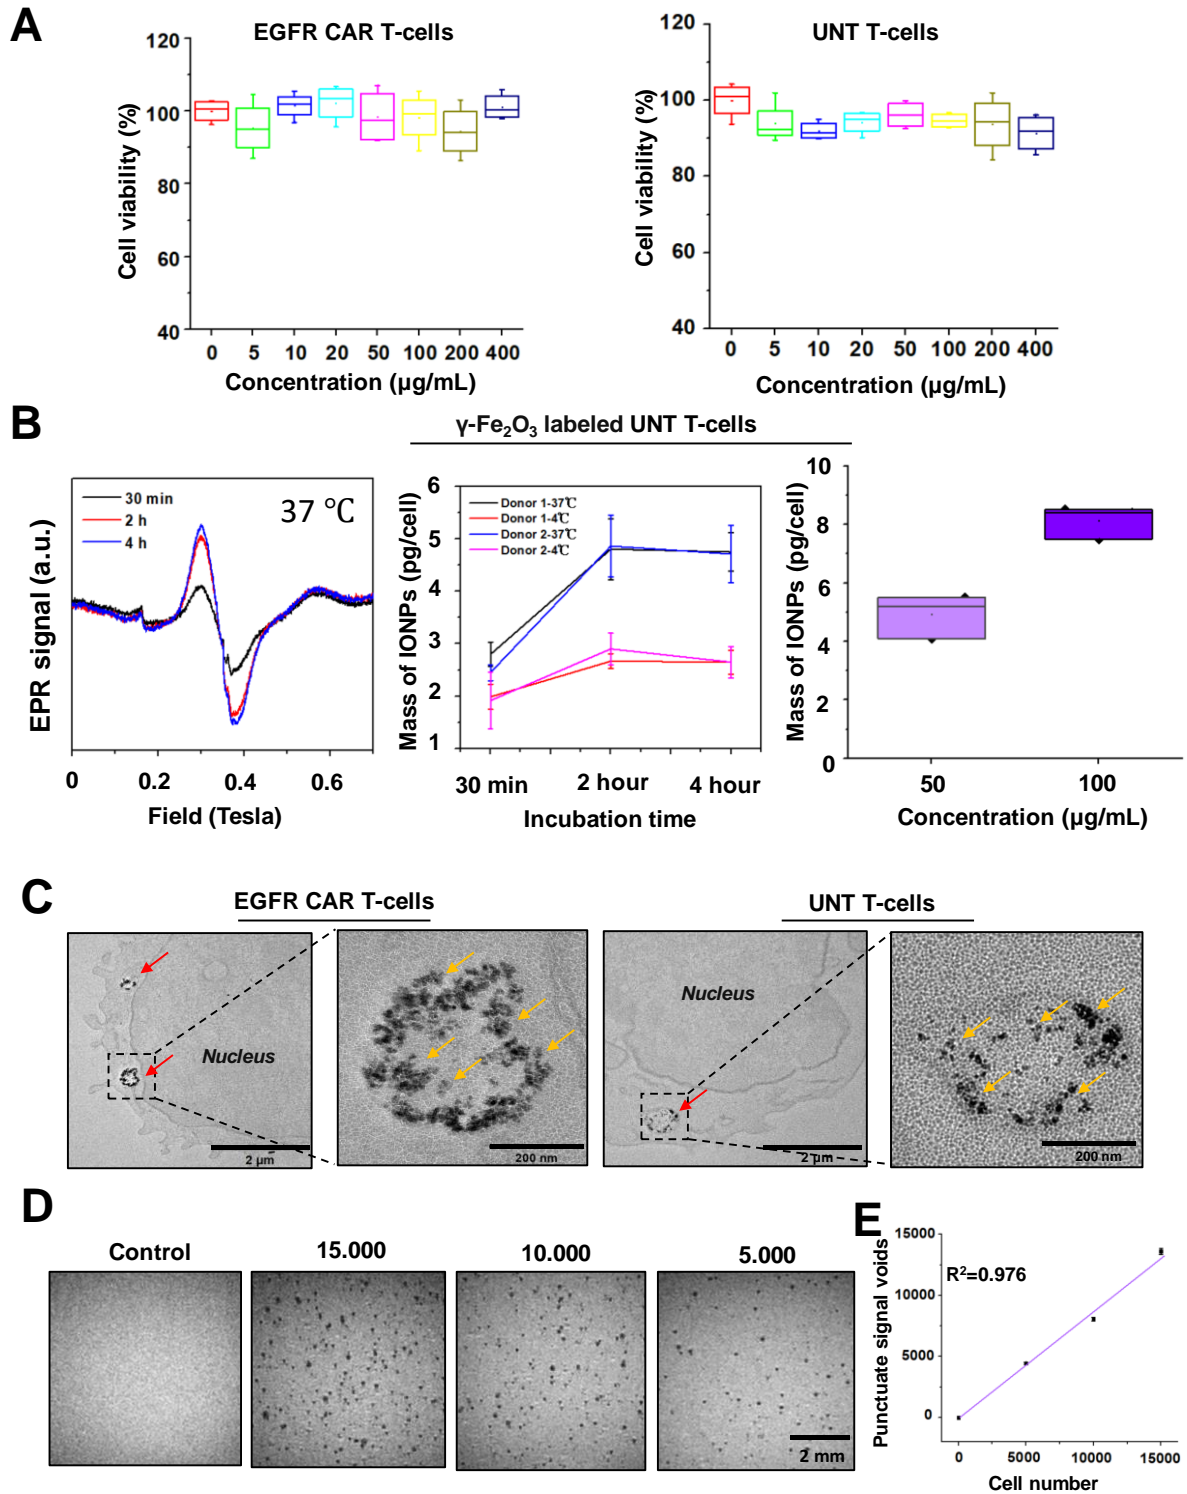 A
EGFR CAR T-cells
UNT T-cells
Cell viability (%)
120
100
80
60
40
0 5 10 20 50 100 200 400
Concentration (μg/mL)
Cell viability (%)
120
100
80
60
40
0 5 10 20 50 100 200 400
Concentration (μg/mL)
B
γ-Fe₂O₃ labeled UNT T-cells
EPR signal (a.u.)
30 min
2 h
4 h
37 ℃
0 0.2 0.4 0.6
Field (Tesla)
Mass of IONPs (pg/cell)
6
5
4
3
2
1
Donor 1-37℃
Donor 1-4℃
Donor 2-37℃
Donor 2-4℃
30 min 2 hour 4 hour
Incubation time
Mass of IONPs (pg/cell)
10
8
6
4
2
0
50 100
Concentration (μg/mL)
C
EGFR CAR T-cells
UNT T-cells
Nucleus
2 μm
200 nm
Nucleus
2 μm
200 nm
D
Control
15.000
10.000
5.000
2 mm
E
Punctuate signal voids
15000
10000
5000
0
R²=0.976
0 5000 10000 15000
Cell number